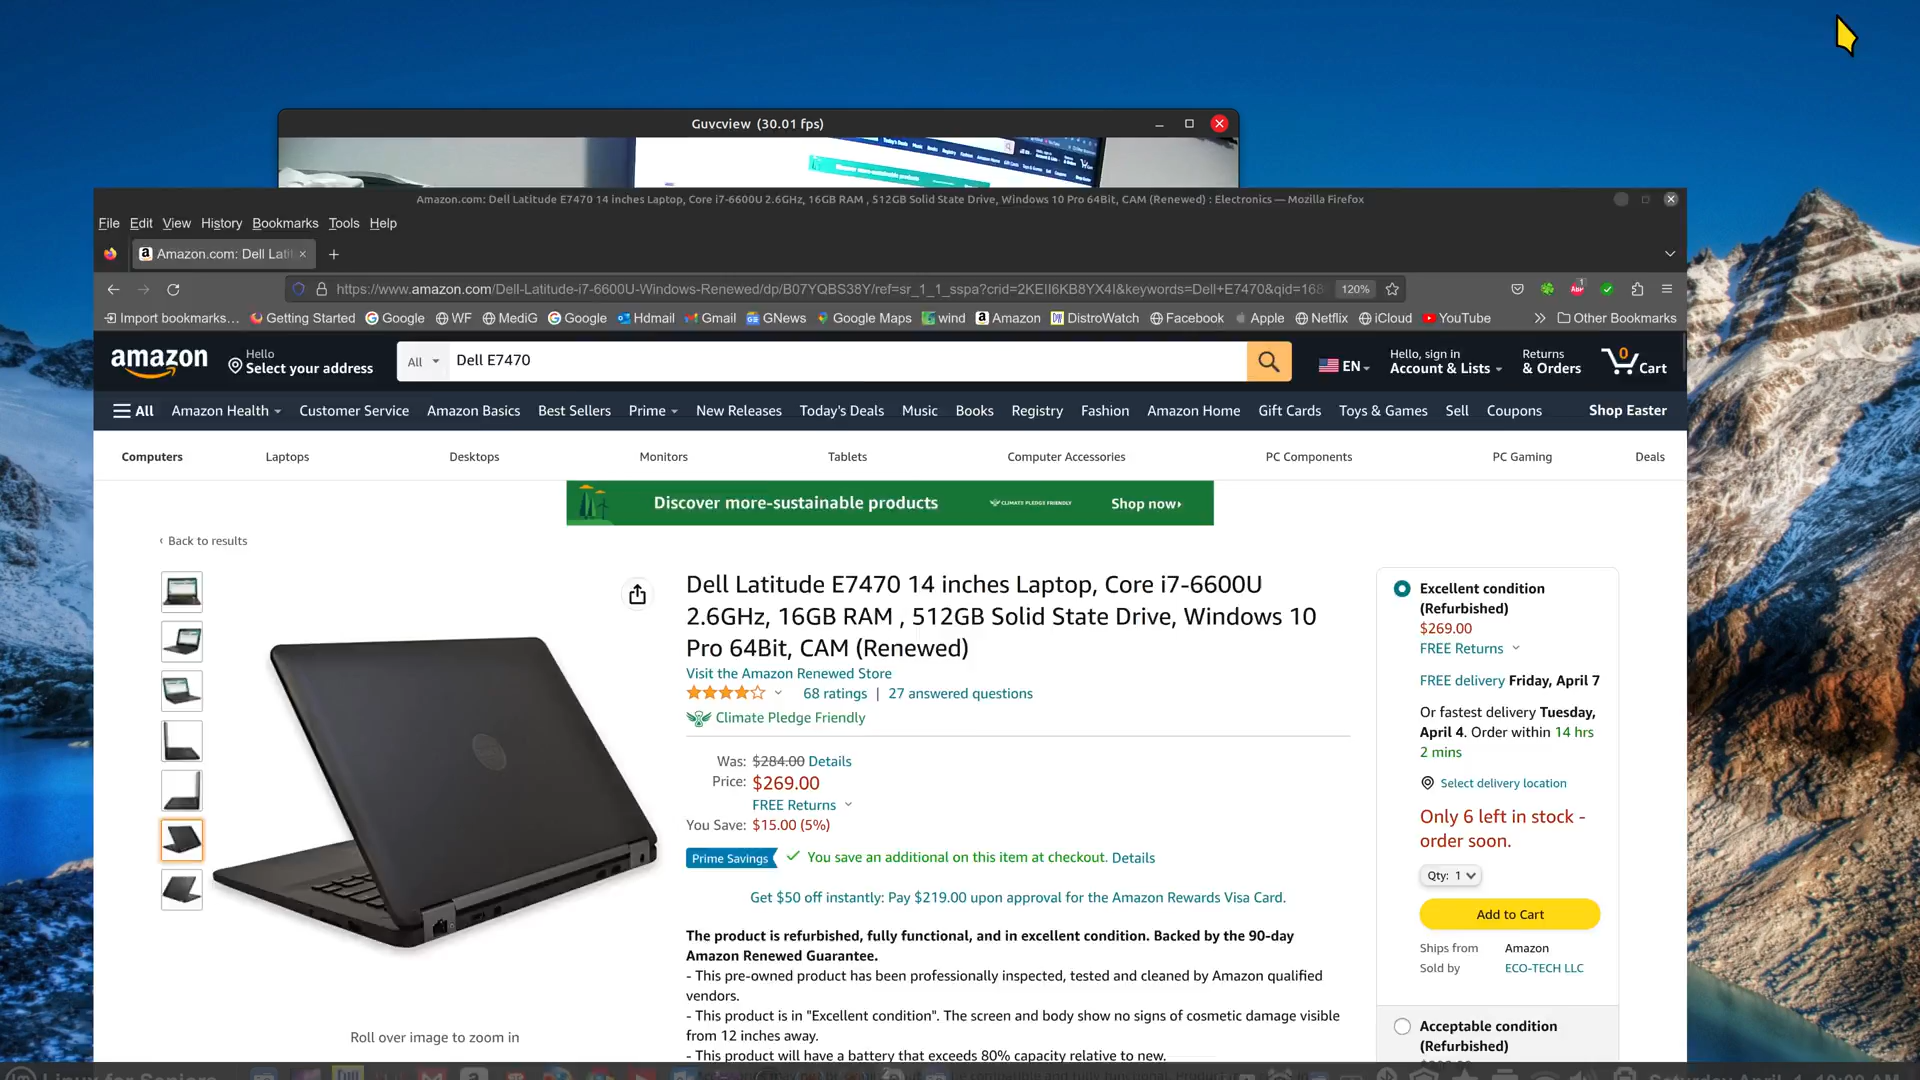 Guvcview (30.01 fps)
Amazon.com: Dell Latitude E7470 14 inches Laptop, Core i7-6600U 2.6GHz, 16GB RAM , 512GB Solid State Drive, Windows 10 Pro 64Bit, CAM (Renewed) : Electronics — Mozilla Firefox
File Edit View History Bookmarks Tools Help
Amazon.com: Dell Lati
https://www.amazon.com/Dell-Latitude-i7-6600U-Windows-Renewed/dp/B07YQBS38Y/ref=sr_1_1_sspa?crid=2KEII6KB8YX4I&keywords=Dell+E7470&qid=168 120%
Import bookmarks… Getting Started Google WF MediG Google Hdmail Gmail GNews Google Maps wind Amazon DistroWatch Facebook Apple Netflix iCloud YouTube Other Bookmarks
amazon
Hello
Select your address
All Dell E7470
EN
Hello, sign in
Account & Lists
Returns
& Orders
0
Cart
All Amazon Health Customer Service Amazon Basics Best Sellers Prime New Releases Today's Deals Music Books Registry Fashion Amazon Home Gift Cards Toys & Games Sell Coupons Shop Easter
Computers Laptops Desktops Monitors Tablets Computer Accessories PC Components PC Gaming Deals
Discover more-sustainable products CLIMATE PLEDGE FRIENDLY Shop now
‹ Back to results
Dell Latitude E7470 14 inches Laptop, Core i7-6600U
2.6GHz, 16GB RAM , 512GB Solid State Drive, Windows 10
Pro 64Bit, CAM (Renewed)
Visit the Amazon Renewed Store
68 ratings | 27 answered questions
Climate Pledge Friendly
Was: $284.00 Details
Price: $269.00
FREE Returns
You Save: $15.00 (5%)
Prime Savings You save an additional on this item at checkout. Details
Get $50 off instantly: Pay $219.00 upon approval for the Amazon Rewards Visa Card.
The product is refurbished, fully functional, and in excellent condition. Backed by the 90-day
Amazon Renewed Guarantee.
- This pre-owned product has been professionally inspected, tested and cleaned by Amazon qualified
vendors.
- This product is in "Excellent condition". The screen and body show no signs of cosmetic damage visible
from 12 inches away.
- This product will have a battery that exceeds 80% capacity relative to new.
Roll over image to zoom in
Excellent condition
(Refurbished)
$269.00
FREE Returns
FREE delivery Friday, April 7
Or fastest delivery Tuesday,
April 4. Order within 14 hrs
2 mins
Select delivery location
Only 6 left in stock -
order soon.
Qty: 1
Add to Cart
Ships from Amazon
Sold by ECO-TECH LLC
Acceptable condition
(Refurbished)